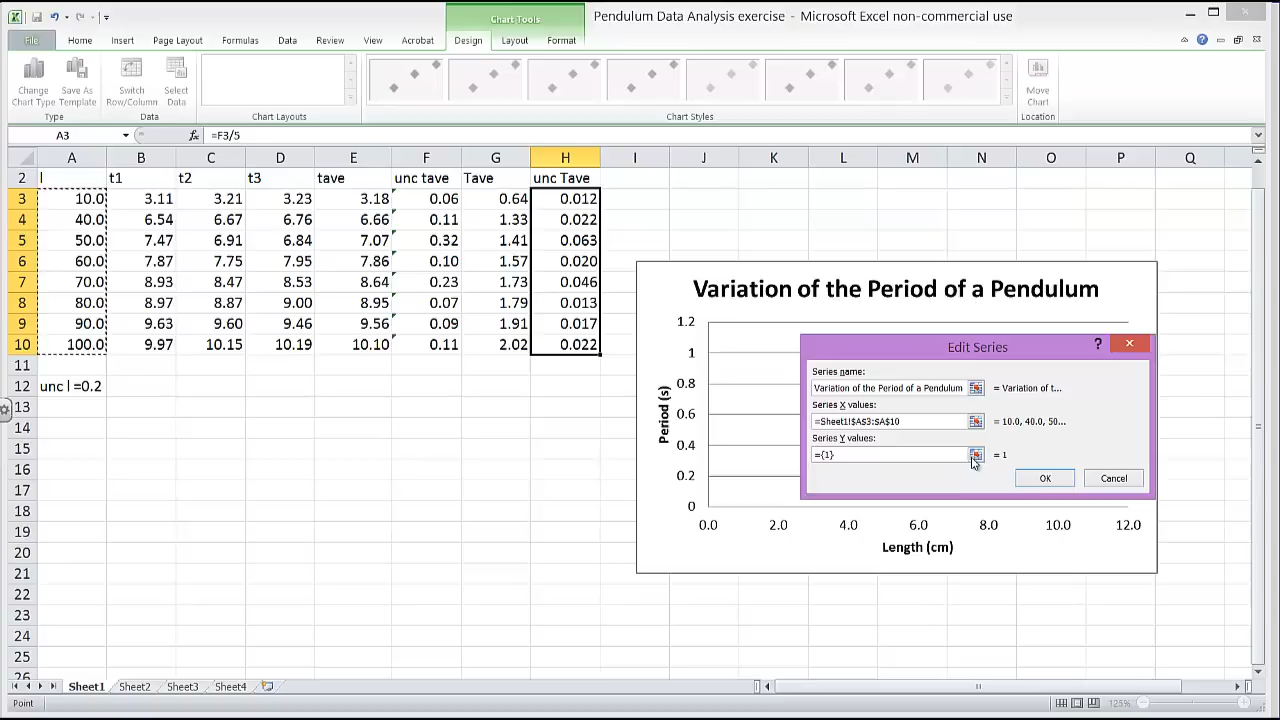 Pendulum Data Analysis exercise - Microsoft Excel non-commercial use
Chart Tools
File Home Insert Page Layout Formulas Data Review View Acrobat Design Layout Format
Change Chart Type
Save As Template
Switch Row/Column
Select Data
Move Chart
Type Data Chart Layouts Chart Styles Location
A3 fx =F3/5
A B C D E F G H I J K L M N O P Q
2 l t1 t2 t3 tave unc tave Tave unc Tave
3 10.0 3.11 3.21 3.23 3.18 0.06 0.64 0.012
4 40.0 6.54 6.67 6.76 6.66 0.11 1.33 0.022
5 50.0 7.47 6.91 6.84 7.07 0.32 1.41 0.063
6 60.0 7.87 7.75 7.95 7.86 0.10 1.57 0.020
7 70.0 8.93 8.47 8.53 8.64 0.23 1.73 0.046
8 80.0 8.97 8.87 9.00 8.95 0.07 1.79 0.013
9 90.0 9.63 9.60 9.46 9.56 0.09 1.91 0.017
10 100.0 9.97 10.15 10.19 10.10 0.11 2.02 0.022
11
12 unc l =0.2
13
14
15
16
17
18
19
20
21
22
23
24
25
26
Variation of the Period of a Pendulum
1.2
1
0.8
0.6
0.4
0.2
0
Period (s)
0.0 2.0 4.0 6.0 8.0 10.0 12.0
Length (cm)
Edit Series ?
Series name:
Variation of the Period of a Pendulum = Variation of t...
Series X values:
=Sheet1!$A$3:$A$10 = 10.0, 40.0, 50...
Series Y values:
={1} = 1
OK Cancel
Sheet1 Sheet2 Sheet3 Sheet4
Point 125%